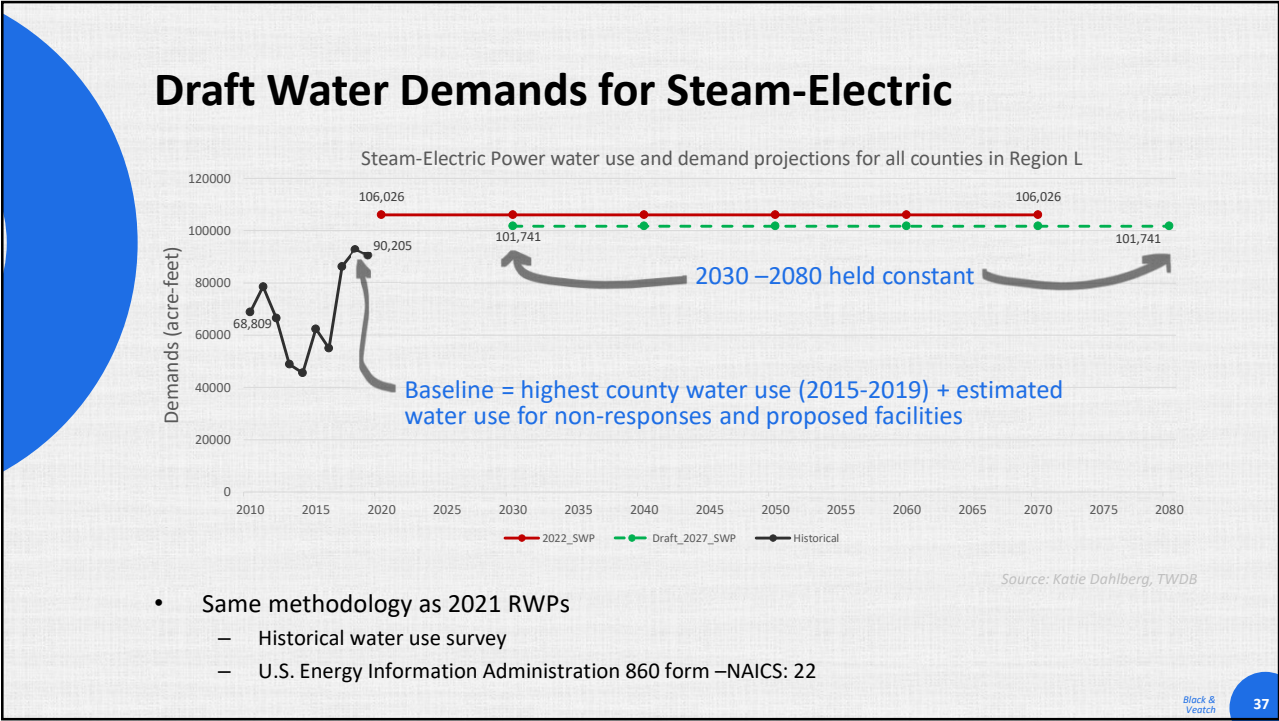 Draft Water Demands for Steam-Electric
Steam-Electric Power water use and demand projections for all counties in Region L
Demands (acre-feet)
120000
100000
80000
60000
40000
20000
0
106,026
106,026
101,741
101,741
90,205
68,809
2030 –2080 held constant
Baseline = highest county water use (2015-2019) + estimated
water use for non-responses and proposed facilities
2010 2015 2020 2025 2030 2035 2040 2045 2050 2055 2060 2065 2070 2075 2080
2022_SWP Draft_2027_SWP Historical
Source: Katie Dahlberg, TWDB
• Same methodology as 2021 RWPs
– Historical water use survey
– U.S. Energy Information Administration 860 form –NAICS: 22
Black &
Veatch
37